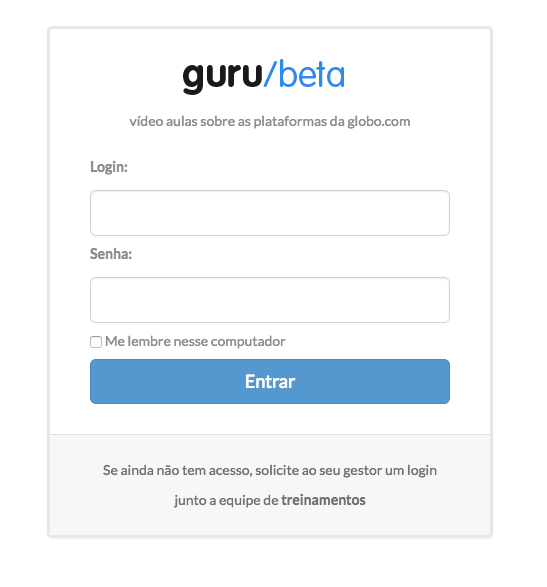 guru/beta
vídeo aulas sobre as plataformas da globo.com
Login:
Senha:
Me lembre nesse computador
Entrar
Se ainda não tem acesso, solicite ao seu gestor um login
junto a equipe de treinamentos